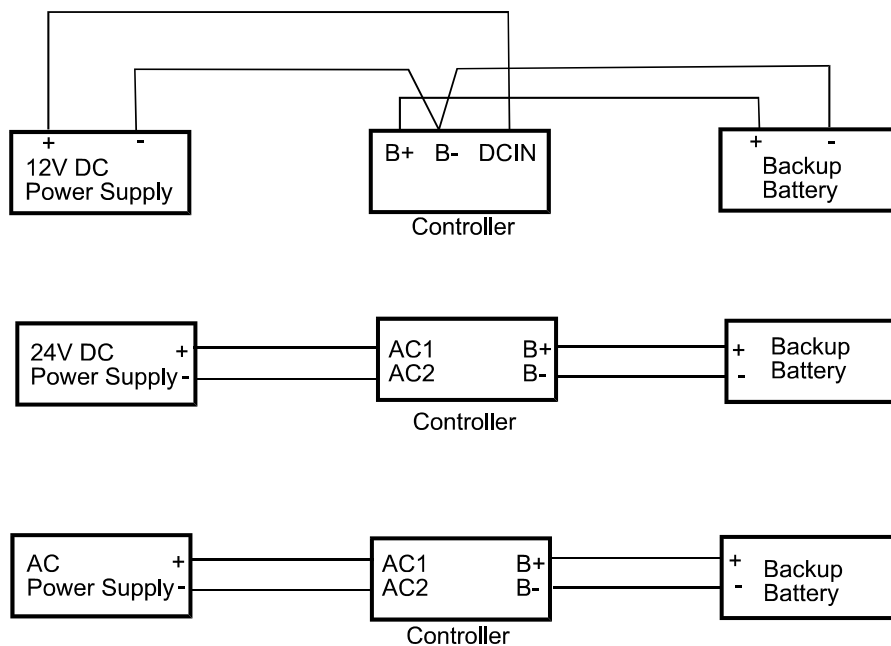 + -
12V DC
Power Supply
B+ B- DCIN
Controller
+ -
Backup
Battery
24V DC +
Power Supply -
AC1 B+
AC2 B-
Controller
+ Backup
- Battery
AC +
Power Supply -
AC1 B+
AC2 B-
Controller
+ Backup
- Battery